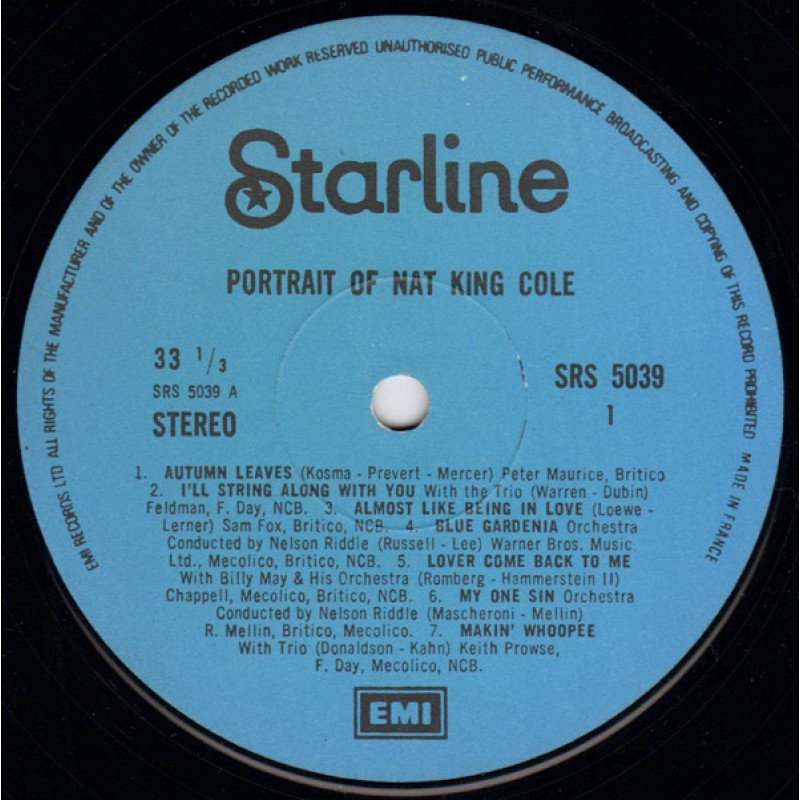 EMI RECORDS LTD ALL RIGHTS OF THE MANUFACTURER AND OF THE OWNER OF THE RECORDED WORK RESERVED UNAUTHORISED PUBLIC PERFORMANCE BROADCASTING AND COPYING OF THIS RECORD PROHIBITED MADE IN FRANCE
Starline
PORTRAIT OF NAT KING COLE
33 1/3
SRS 5039 A
STEREO
SRS 5039
1
1. AUTUMN LEAVES (Kosma - Prevert - Mercer) Peter Maurice, Britico
2. I'LL STRING ALONG WITH YOU With the Trio (Warren - Dubin)
Feldman, F. Day, NCB. 3. ALMOST LIKE BEING IN LOVE (Loewe -
Lerner) Sam Fox, Britico, NCB. 4. BLUE GARDENIA Orchestra
Conducted by Nelson Riddle (Russell - Lee) Warner Bros. Music
Ltd., Mecolico, Britico, NCB. 5. LOVER COME BACK TO ME
With Billy May & His Orchestra (Romberg - Hammerstein II)
Chappell, Mecolico, Britico, NCB. 6. MY ONE SIN Orchestra
Conducted by Nelson Riddle (Mascheroni - Mellin)
R. Mellin, Britico, Mecolico. 7. MAKIN' WHOOPEE
With Trio (Donaldson - Kahn) Keith Prowse,
F. Day, Mecolico, NCB.
EMI